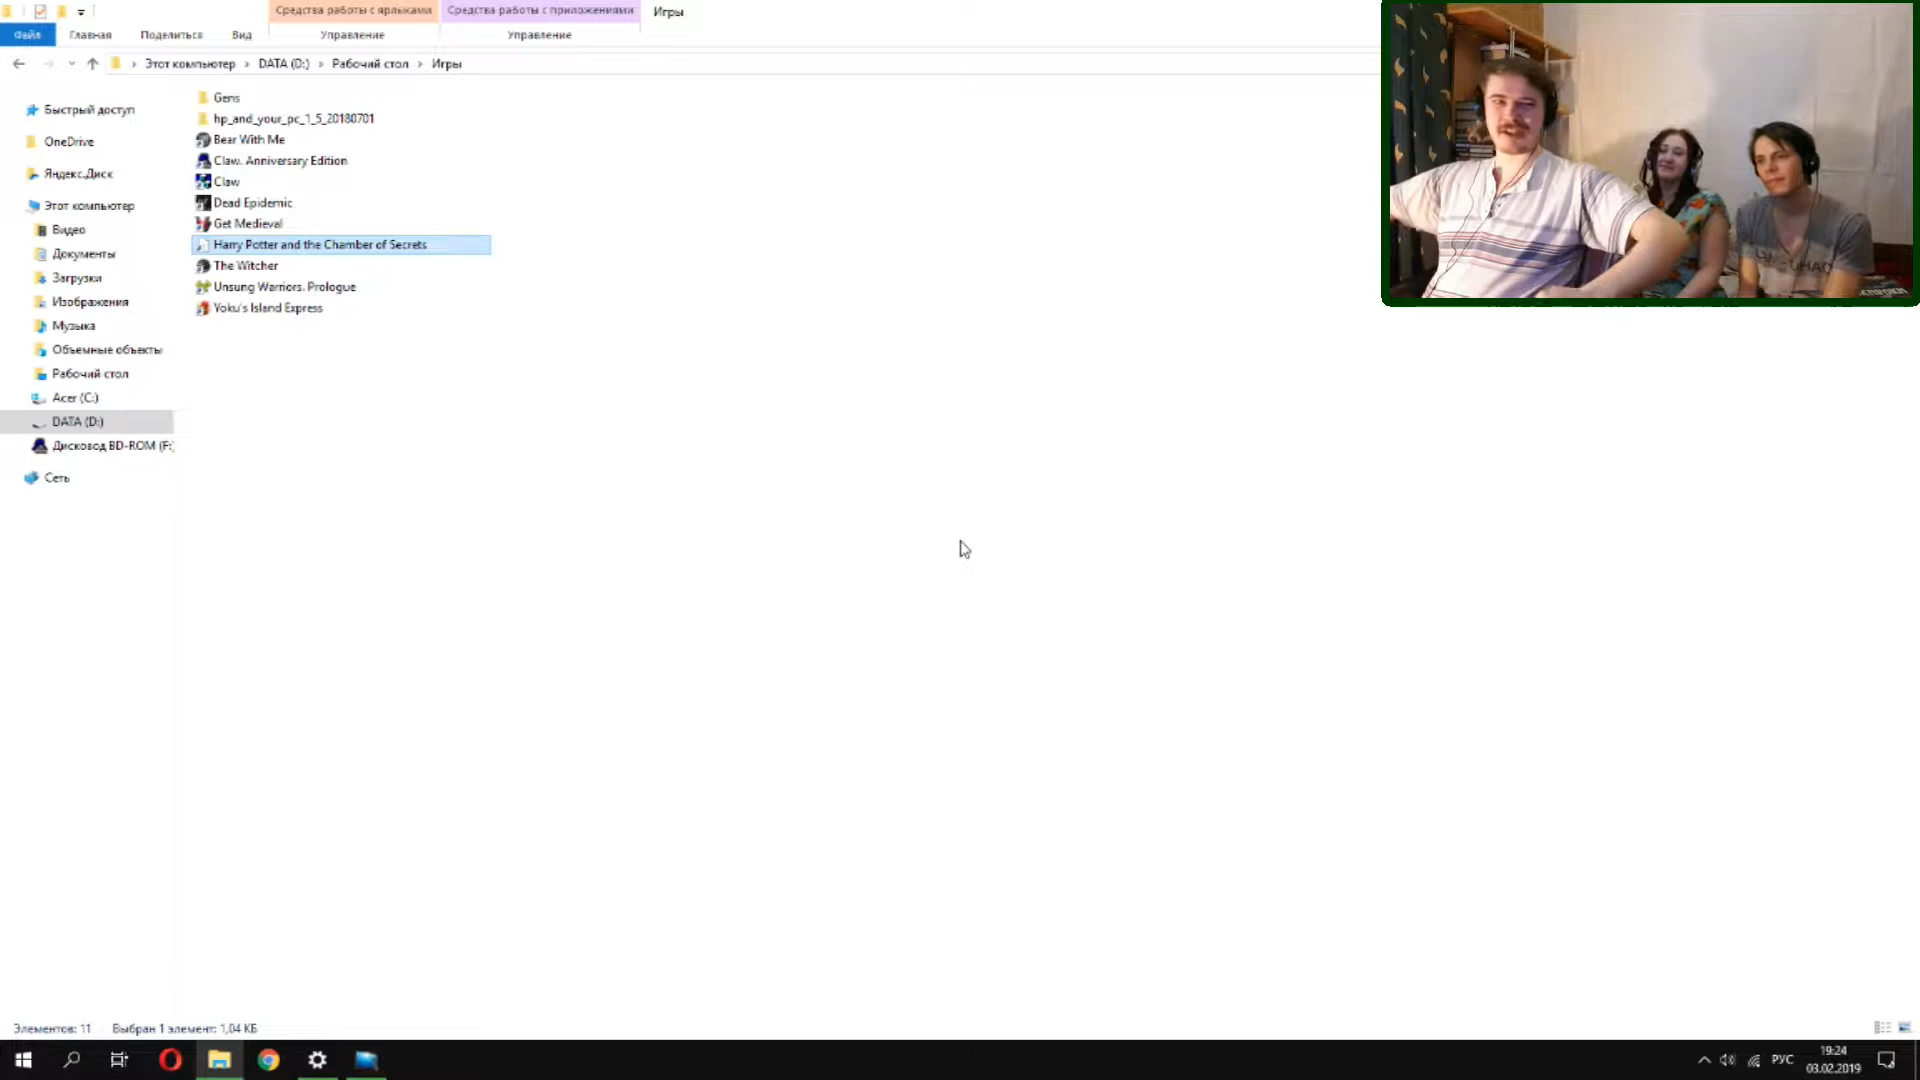 Средства работы с ярлыками
Средства работы с приложениями
Игры
Файл
Главная
Поделиться
Вид
Управление
Управление
Этот компьютер › DATA (D:) › Рабочий стол › Игры
Быстрый доступ
OneDrive
Яндекс.Диск
Этот компьютер
Видео
Документы
Загрузки
Изображения
Музыка
Объемные объекты
Рабочий стол
Acer (C:)
DATA (D:)
Дисковод BD-ROM (F:
Сеть
Gens
hp_and_your_pc_1_5_20180701
Bear With Me
Claw. Anniversary Edition
Claw
Dead Epidemic
Get Medieval
Harry Potter and the Chamber of Secrets
The Witcher
Unsung Warriors. Prologue
Yoku's Island Express
Элементов: 11
Выбран 1 элемент: 1,04 КБ
РУС
19:24
03.02.2019